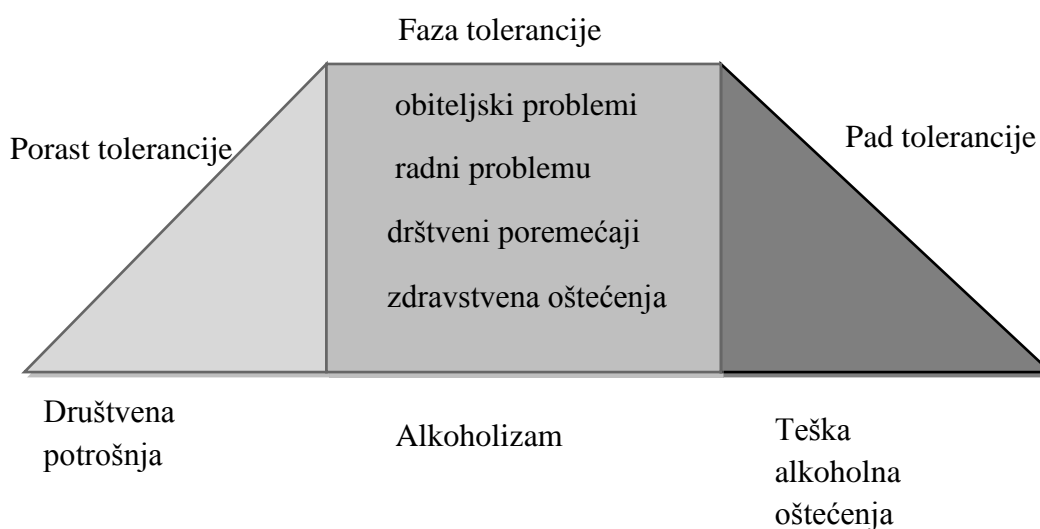 Faza tolerancije
Porast tolerancije
obiteljski problemi
radni problemu
drštveni poremećaji
zdravstvena oštećenja
Pad tolerancije
Društvena
potrošnja
Alkoholizam
Teška
alkoholna
oštećenja